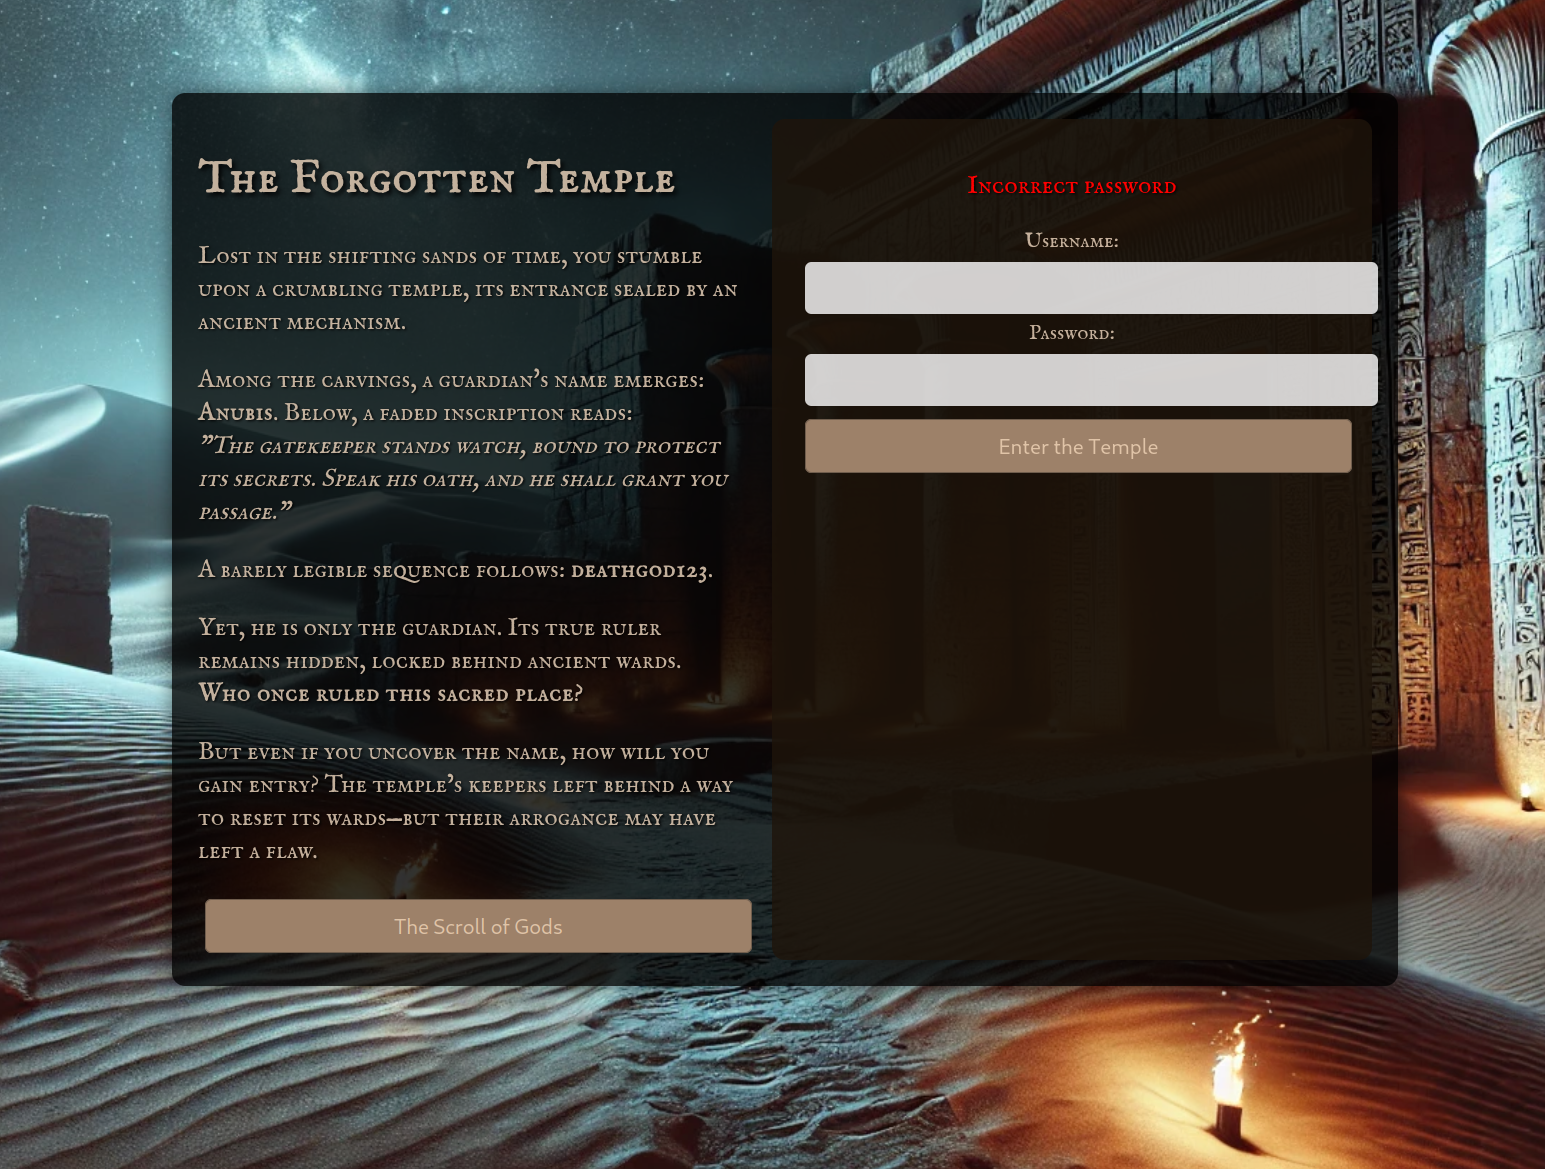 The Forgotten Temple
Lost in the shifting sands of time, you stumble
upon a crumbling temple, its entrance sealed by an
ancient mechanism.
Among the carvings, a guardian's name emerges:
Anubis. Below, a faded inscription reads:
"The gatekeeper stands watch, bound to protect
its secrets. Speak his oath, and he shall grant you
passage."
A barely legible sequence follows: deathgod123.
Yet, he is only the guardian. Its true ruler
remains hidden, locked behind ancient wards.
Who once ruled this sacred place?
But even if you uncover the name, how will you
gain entry? The temple's keepers left behind a way
to reset its wards—but their arrogance may have
left a flaw.
The Scroll of Gods
Incorrect password
Username:
Password:
Enter the Temple